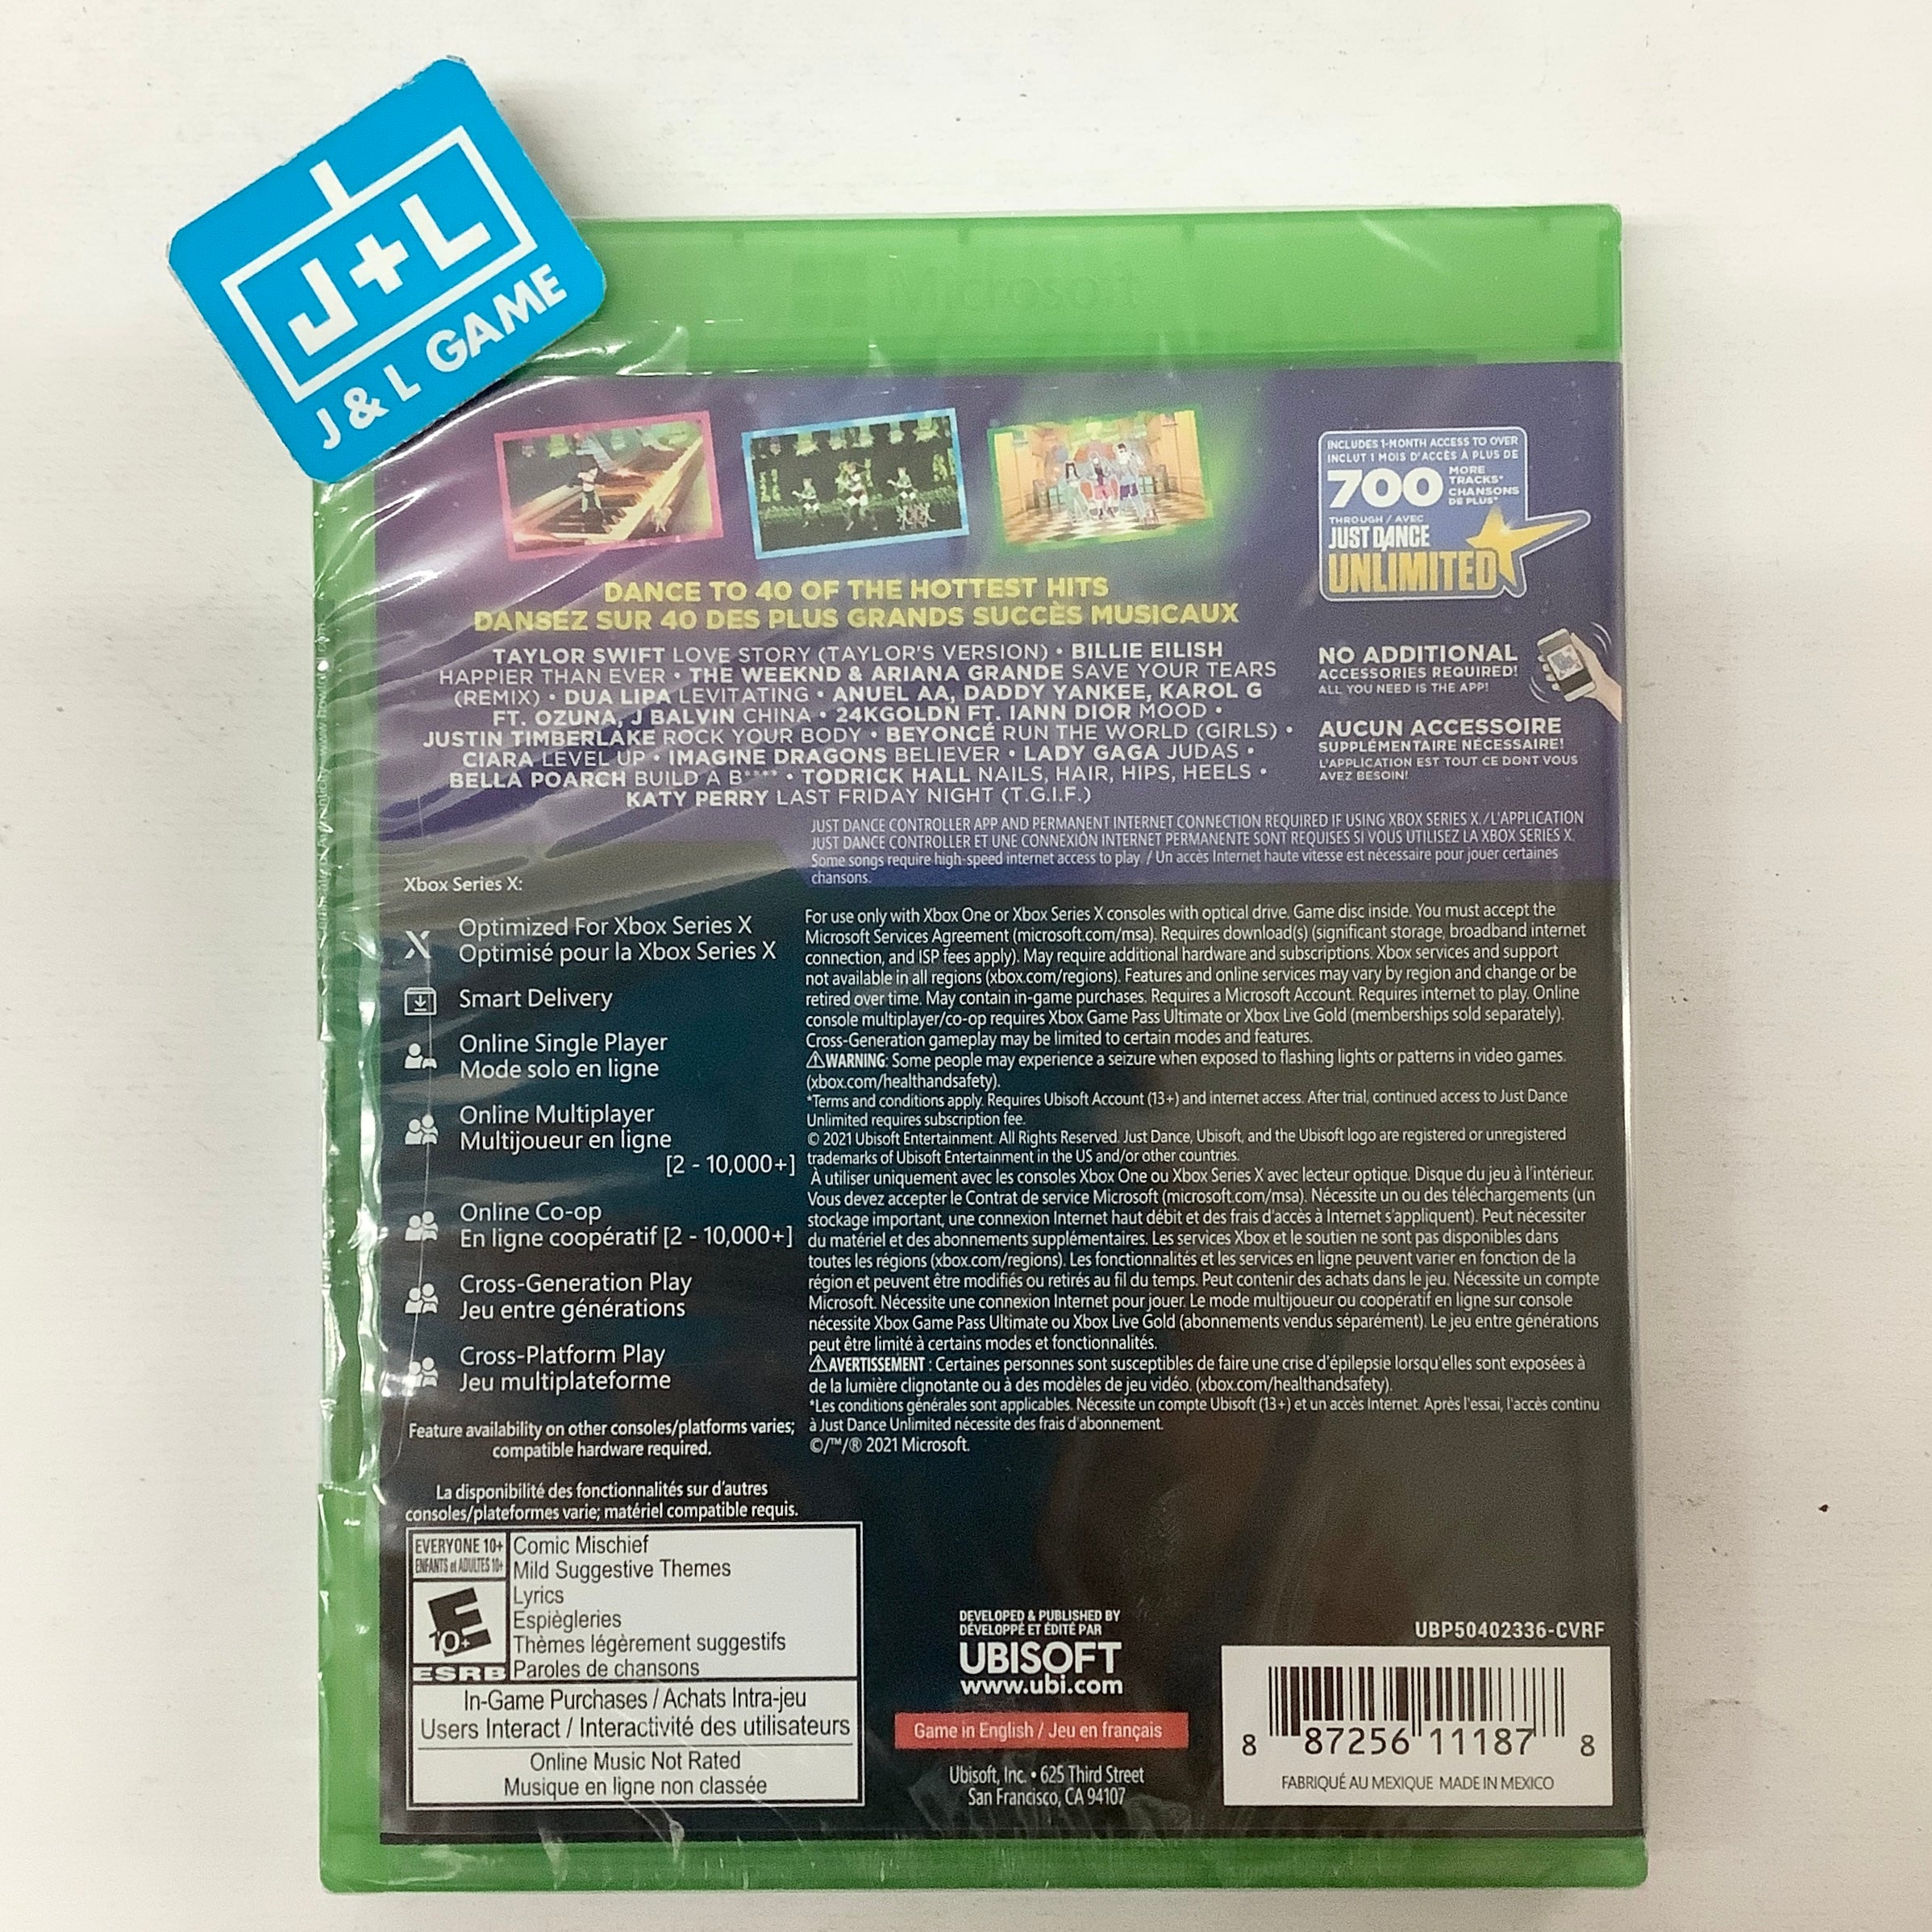 J+L
J & L GAME
Microsoft
INCLUDES 1-MONTH ACCESS TO OVER
INCLUT 1 MOIS D'ACCÈS À PLUS DE
700 MORE TRACKS*
CHANSONS DE PLUS*
THROUGH / AVEC
JUST DANCE
UNLIMITED
DANCE TO 40 OF THE HOTTEST HITS
DANSEZ SUR 40 DES PLUS GRANDS SUCCÈS MUSICAUX
TAYLOR SWIFT LOVE STORY (TAYLOR'S VERSION) • BILLIE EILISH
HAPPIER THAN EVER • THE WEEKND & ARIANA GRANDE SAVE YOUR TEARS
(REMIX) • DUA LIPA LEVITATING • ANUEL AA, DADDY YANKEE, KAROL G
FT. OZUNA, J BALVIN CHINA • 24KGOLDN FT. IANN DIOR MOOD •
JUSTIN TIMBERLAKE ROCK YOUR BODY • BEYONCÉ RUN THE WORLD (GIRLS) •
CIARA LEVEL UP • IMAGINE DRAGONS BELIEVER • LADY GAGA JUDAS •
BELLA POARCH BUILD A B**** • TODRICK HALL NAILS, HAIR, HIPS, HEELS •
KATY PERRY LAST FRIDAY NIGHT (T.G.I.F.)
NO ADDITIONAL
ACCESSORIES REQUIRED!
ALL YOU NEED IS THE APP!
AUCUN ACCESSOIRE
SUPPLÉMENTAIRE NÉCESSAIRE!
L'APPLICATION EST TOUT CE DONT VOUS
AVEZ BESOIN!
JUST DANCE CONTROLLER APP AND PERMANENT INTERNET CONNECTION REQUIRED IF USING XBOX SERIES X./L'APPLICATION
JUST DANCE CONTROLLER ET UNE CONNEXIÓN INTERNET PERMANENTE SONT REQUISES SI VOUS UTILISEZ LA XBOX SERIES X.
Some songs require high-speed internet access to play. / Un accès Internet haute vitesse est nécessaire pour jouer certaines
chansons.
Xbox Series X:
Optimized For Xbox Series X
Optimisé pour la Xbox Series X
Smart Delivery
Online Single Player
Mode solo en ligne
Online Multiplayer
Multijoueur en ligne
[2 - 10,000+]
Online Co-op
En ligne coopératif [2 - 10,000+]
Cross-Generation Play
Jeu entre générations
Cross-Platform Play
Jeu multiplateforme
Feature availability on other consoles/platforms varies;
compatible hardware required.
La disponibilité des fonctionnalités sur d'autres
consoles/plateformes varie; matériel compatible requis.
For use only with Xbox One or Xbox Series X consoles with optical drive. Game disc inside. You must accept the
Microsoft Services Agreement (microsoft.com/msa). Requires download(s) (significant storage, broadband internet
connection, and ISP fees apply). May require additional hardware and subscriptions. Xbox services and support
not available in all regions (xbox.com/regions). Features and online services may vary by region and change or be
retired over time. May contain in-game purchases. Requires a Microsoft Account. Requires internet to play. Online
console multiplayer/co-op requires Xbox Game Pass Ultimate or Xbox Live Gold (memberships sold separately).
Cross-Generation gameplay may be limited to certain modes and features.
⚠WARNING: Some people may experience a seizure when exposed to flashing lights or patterns in video games.
(xbox.com/healthandsafety).
*Terms and conditions apply. Requires Ubisoft Account (13+) and internet access. After trial, continued access to Just Dance
Unlimited requires subscription fee.
© 2021 Ubisoft Entertainment. All Rights Reserved. Just Dance, Ubisoft, and the Ubisoft logo are registered or unregistered
trademarks of Ubisoft Entertainment in the US and/or other countries.
À utiliser uniquement avec les consoles Xbox One ou Xbox Series X avec lecteur optique. Disque du jeu à l'intérieur.
Vous devez accepter le Contrat de service Microsoft (microsoft.com/msa). Nécessite un ou des téléchargements (un
stockage important, une connexion Internet haut débit et des frais d'accès à Internet s'appliquent). Peut nécessiter
du matériel et des abonnements supplémentaires. Les services Xbox et le soutien ne sont pas disponibles dans
toutes les régions (xbox.com/regions). Les fonctionnalités et les services en ligne peuvent varier en fonction de la
région et peuvent être modifiés ou retirés au fil du temps. Peut contenir des achats dans le jeu. Nécessite un compte
Microsoft. Nécessite une connexion Internet pour jouer. Le mode multijoueur ou coopératif en ligne sur console
nécessite Xbox Game Pass Ultimate ou Xbox Live Gold (abonnements vendus séparément). Le jeu entre générations
peut être limité à certains modes et fonctionnalités.
⚠AVERTISSEMENT : Certaines personnes sont susceptibles de faire une crise d'épilepsie lorsqu'elles sont exposées à
de la lumière clignotante ou à des modèles de jeu vidéo. (xbox.com/healthandsafety).
*Les conditions générales sont applicables. Nécessite un compte Ubisoft (13+) et un accès Internet. Après l'essai, l'accès continu
à Just Dance Unlimited nécessite des frais d'abonnement.
©/™/® 2021 Microsoft.
EVERYONE 10+
ENFANTS et ADULTES 10+
E
10+
ESRB
Comic Mischief
Mild Suggestive Themes
Lyrics
Espiègleries
Thèmes légèrement suggestifs
Paroles de chansons
In-Game Purchases / Achats Intra-jeu
Users Interact / Interactivité des utilisateurs
Online Music Not Rated
Musique en ligne non classée
DEVELOPED & PUBLISHED BY
DÉVELOPPÉ ET ÉDITÉ PAR
UBISOFT
www.ubi.com
Game in English / Jeu en français
Ubisoft, Inc. • 625 Third Street
San Francisco, CA 94107
UBP50402336-CVRF
8 87256 11187 8
FABRIQUÉ AU MEXIQUE MADE IN MEXICO